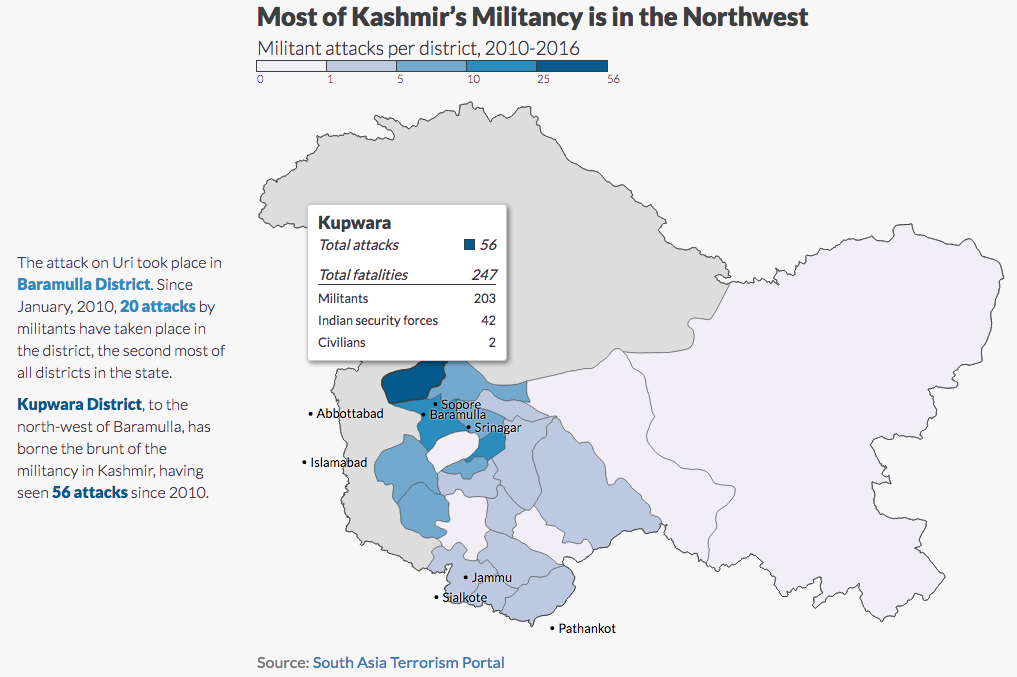 Most of Kashmir's Militancy is in the Northwest
Militant attacks per district, 2010-2016
0 1 5 10 25 56
Kupwara
Total attacks 56
Total fatalities 247
Militants 203
Indian security forces 42
Civilians 2
The attack on Uri took place in
Baramulla District. Since
January, 2010, 20 attacks by
militants have taken place in
the district, the second most of
all districts in the state.
Kupwara District, to the
north-west of Baramulla, has
borne the brunt of the
militancy in Kashmir, having
seen 56 attacks since 2010.
Sopore
Abbottabad
Baramulla
Srinagar
Islamabad
Jammu
Sialkote
Pathankot
Source: South Asia Terrorism Portal